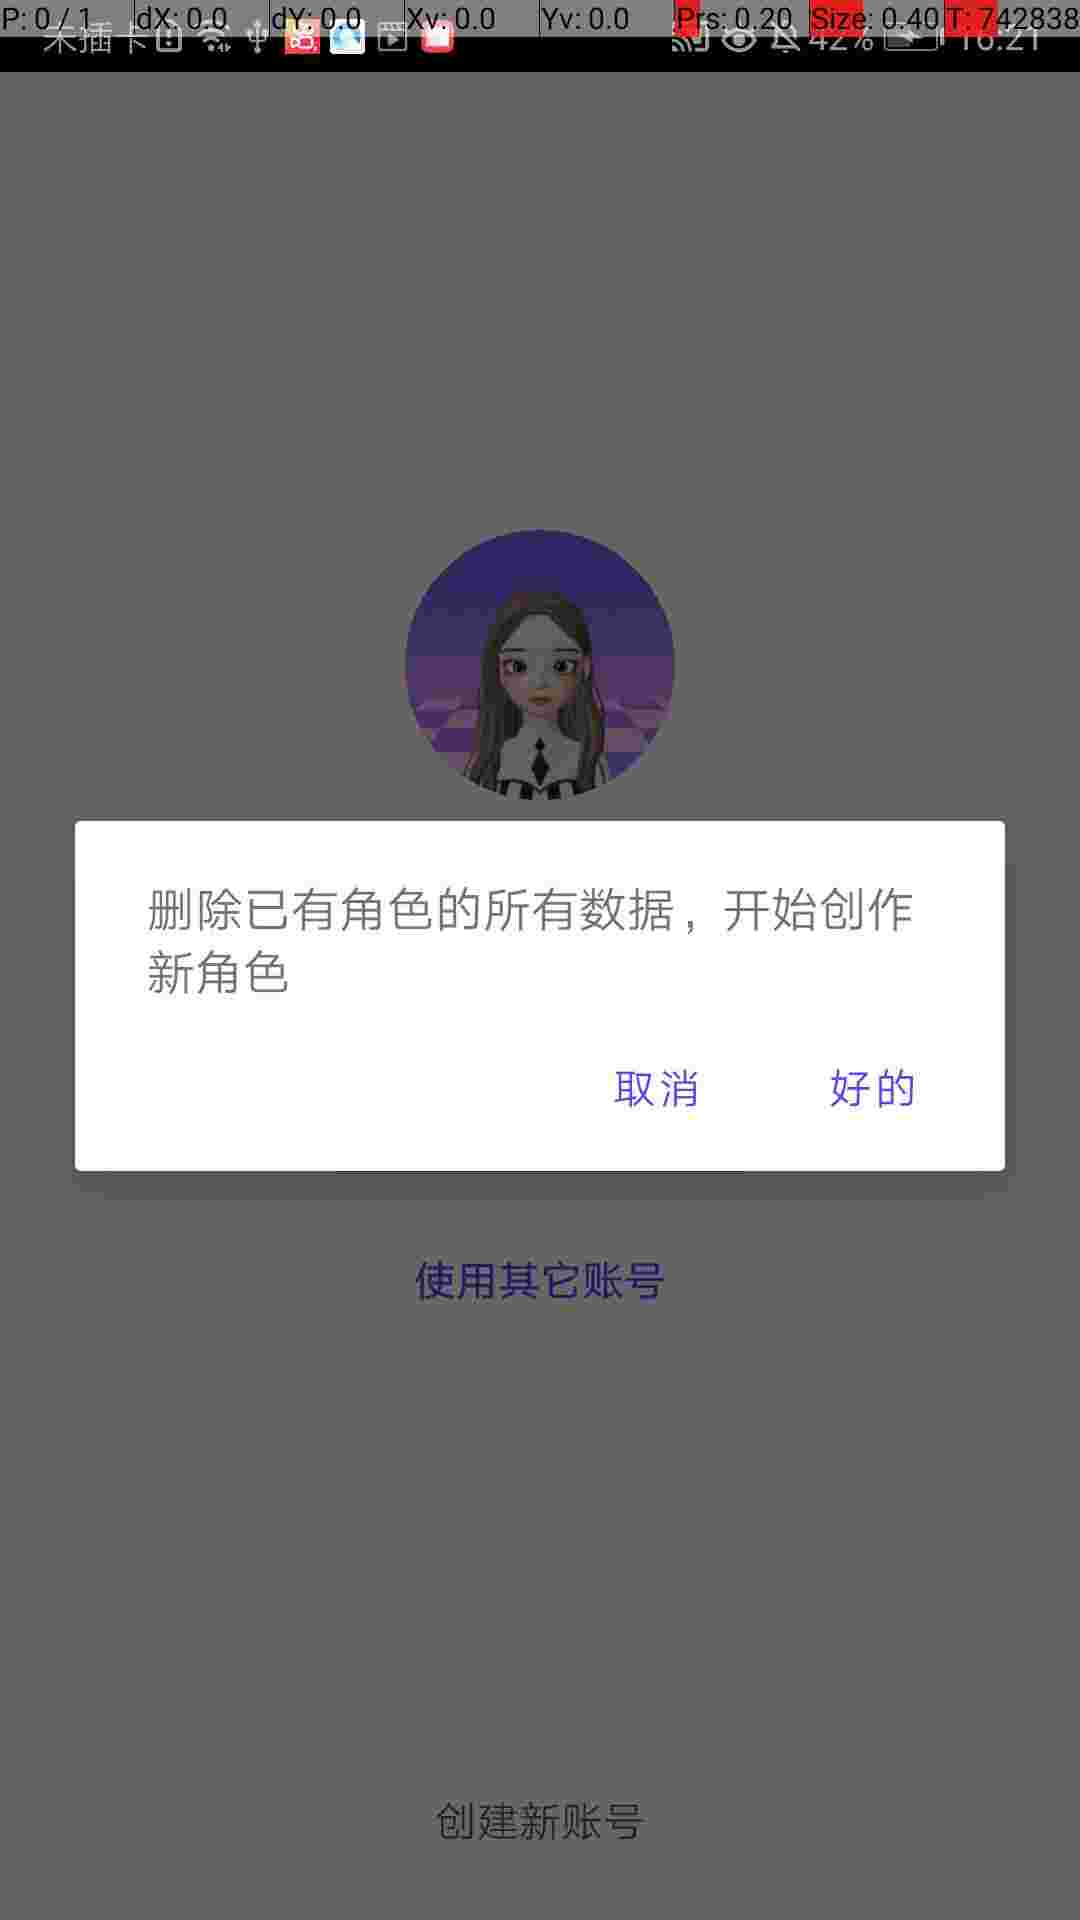 P: 0 / 1 dX: 0.0 dY: 0.0 Xv: 0.0 Yv: 0.0 Prs: 0.20 Size: 0.40 T: 742838
未插卡 42% 16:21
删除已有角色的所有数据，开始创作
新角色
取消 好的
使用其它账号
创建新账号